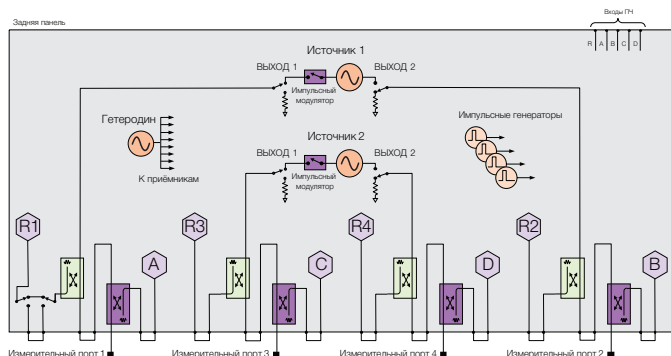 Задняя панель
Входы ПЧ
R A B C D
Источник 1
ВЫХОД 1
ВЫХОД 2
Импульсный
модулятор
Гетеродин
К приёмникам
Импульсные генераторы
Источник 2
ВЫХОД 1
ВЫХОД 2
Импульсный
модулятор
R1
R3
R4
R2
A
C
D
B
Измерительный порт 1
Измерительный порт 3
Измерительный порт 4
Измерительный порт 2